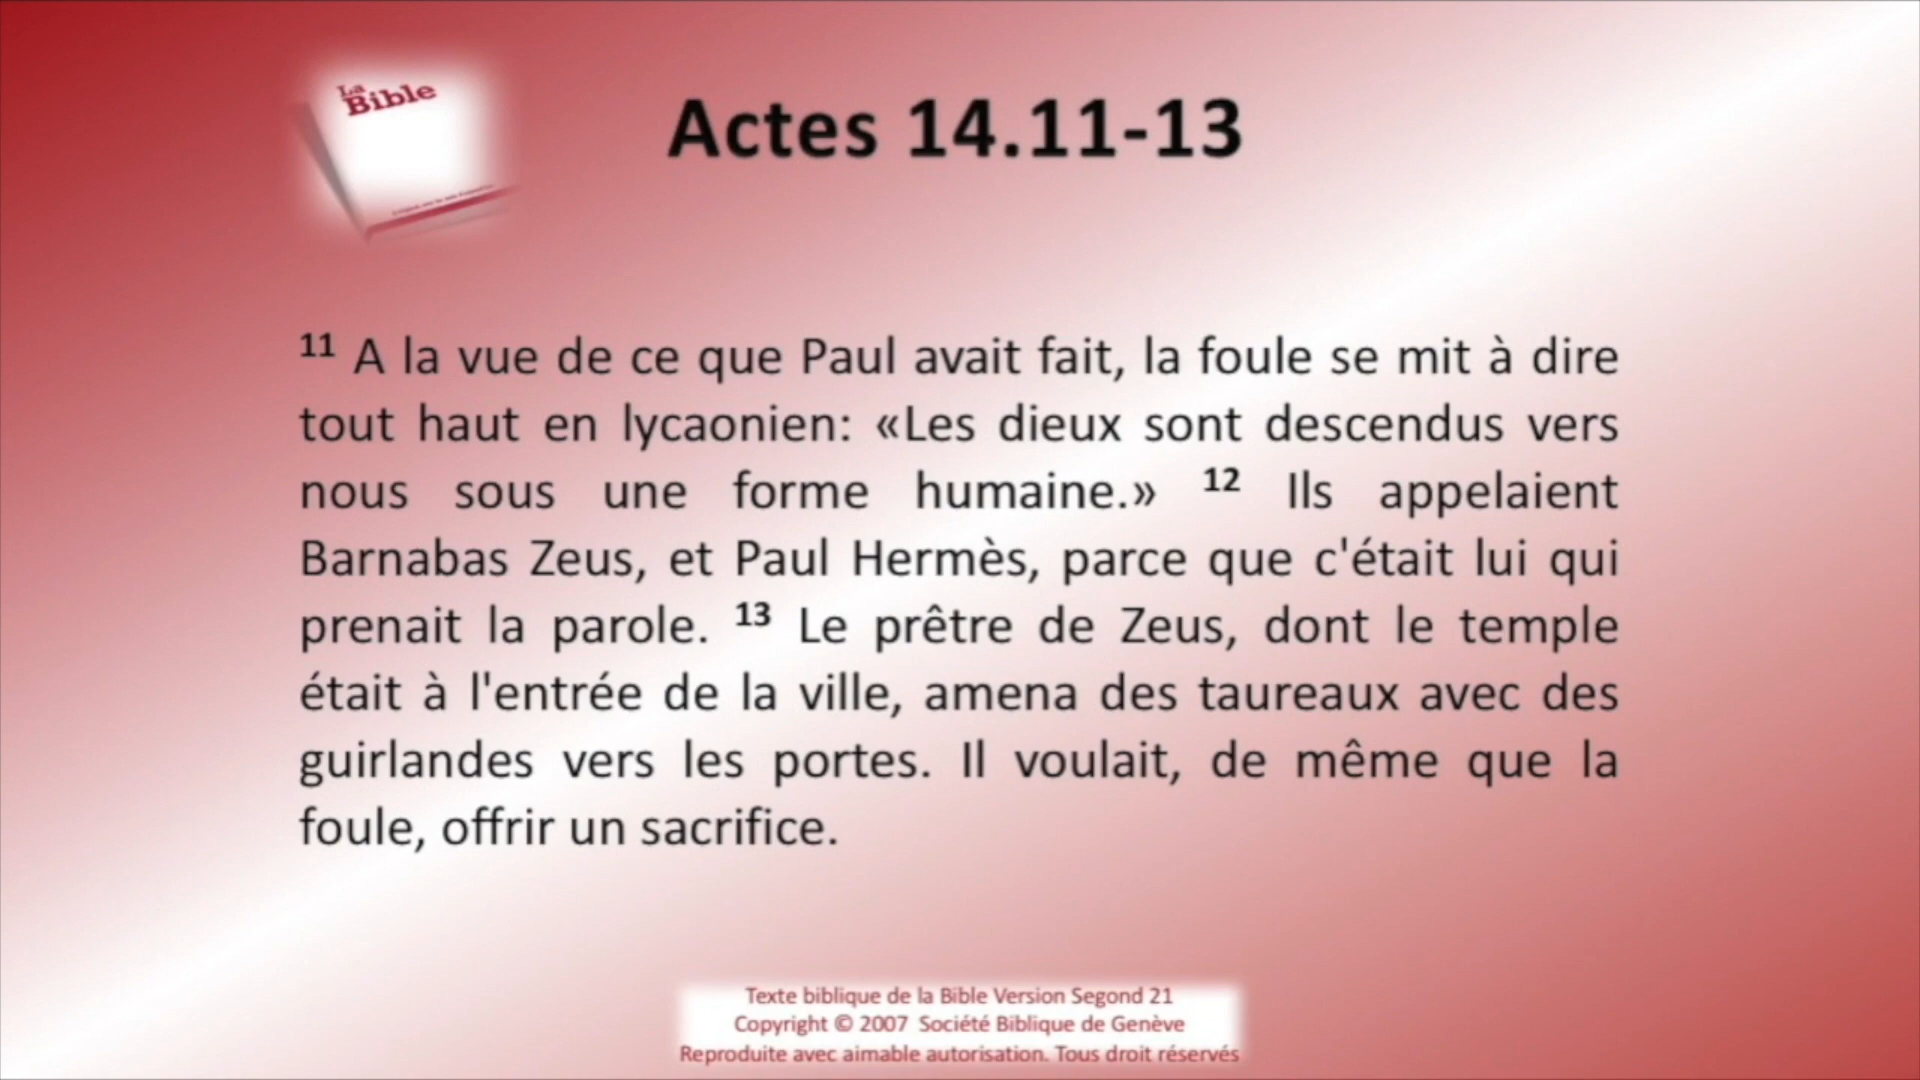 La
Bible
Actes 14.11-13
11 A la vue de ce que Paul avait fait, la foule se mit à dire
tout haut en lycaonien: «Les dieux sont descendus vers
nous sous une forme humaine.» 12 Ils appelaient
Barnabas Zeus, et Paul Hermès, parce que c'était lui qui
prenait la parole. 13 Le prêtre de Zeus, dont le temple
était à l'entrée de la ville, amena des taureaux avec des
guirlandes vers les portes. Il voulait, de même que la
foule, offrir un sacrifice.
Texte biblique de la Bible Version Segond 21
Copyright © 2007 Société Biblique de Genève
Reproduite avec aimable autorisation. Tous droit réservés